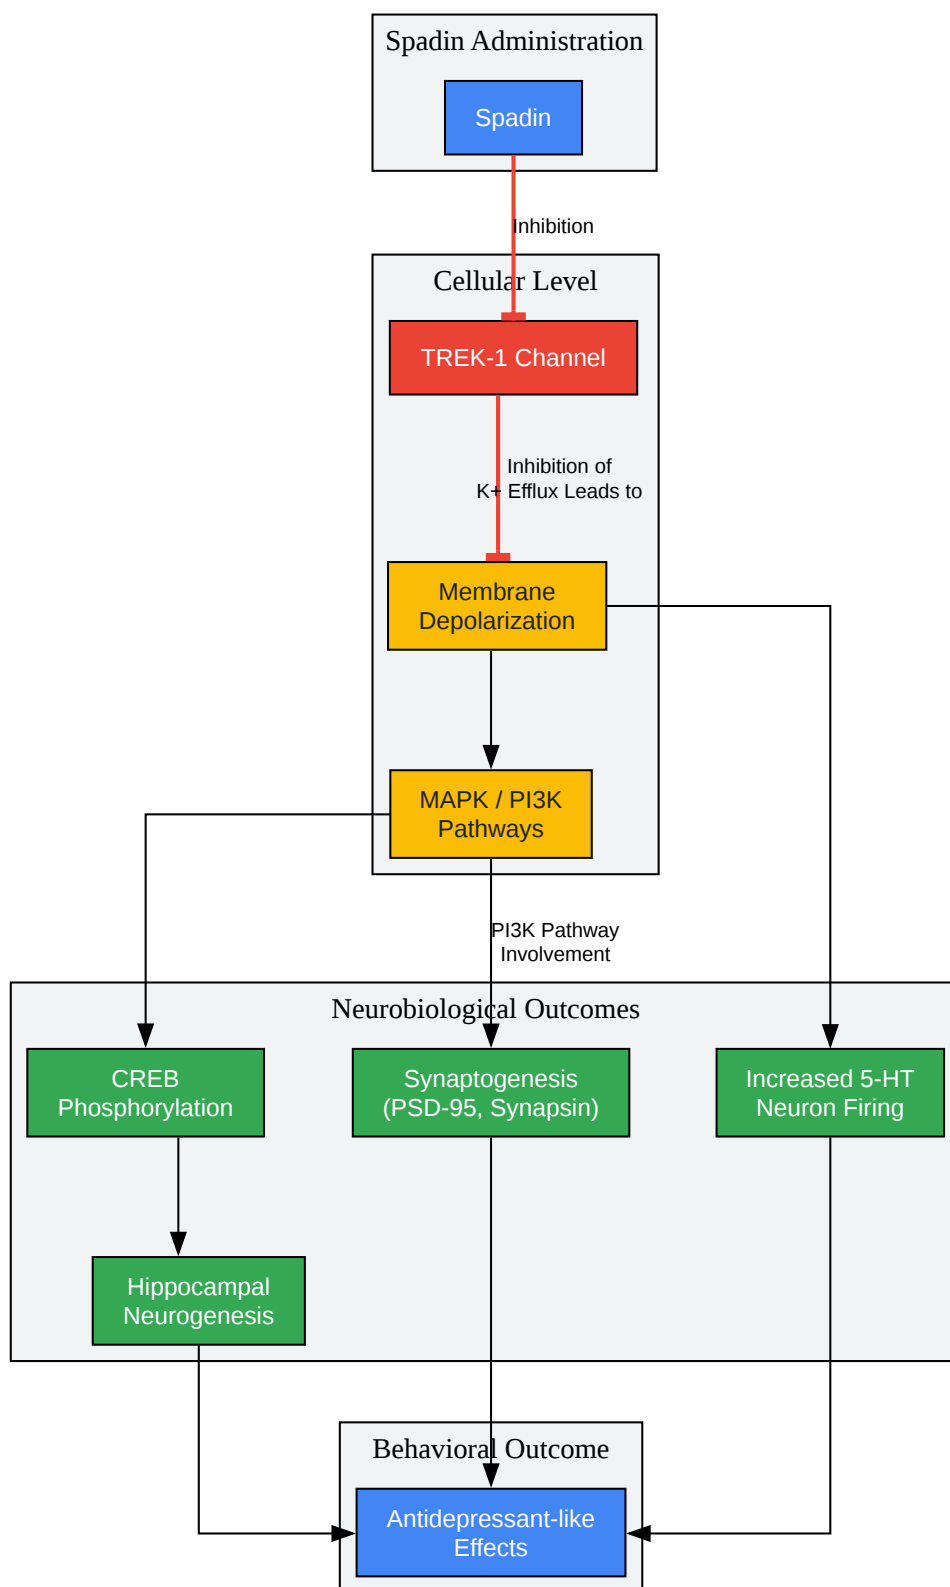 Spadin Administration
Spadin
Inhibition
Cellular Level
TREK-1 Channel
Inhibition of
K+ Efflux Leads to
Membrane
Depolarization
MAPK / PI3K
Pathways
PI3K Pathway
Involvement
Neurobiological Outcomes
CREB
Phosphorylation
Synaptogenesis
(PSD-95, Synapsin)
Increased 5-HT
Neuron Firing
Hippocampal
Neurogenesis
Behavioral Outcome
Antidepressant-like
Effects